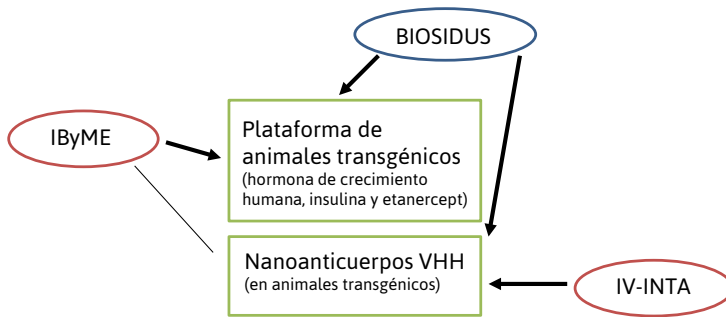 BIOSIDUS
IByME
Plataforma de
animales transgénicos
(hormona de crecimiento
humana, insulina y etanercept)
Nanoanticuerpos VHH
(en animales transgénicos)
IV-INTA